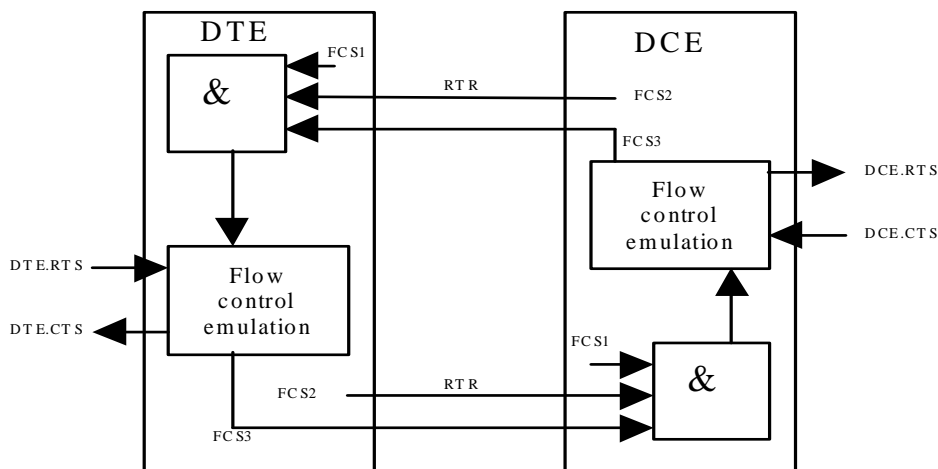 DTE
DCE
FCS1
&
RTR
FCS2
FCS3
DCE.RTS
Flow
control
emulation
DCE.CTS
DTE.RTS
Flow
control
emulation
DTE.CTS
FCS1
&
FCS2
RTR
FCS3